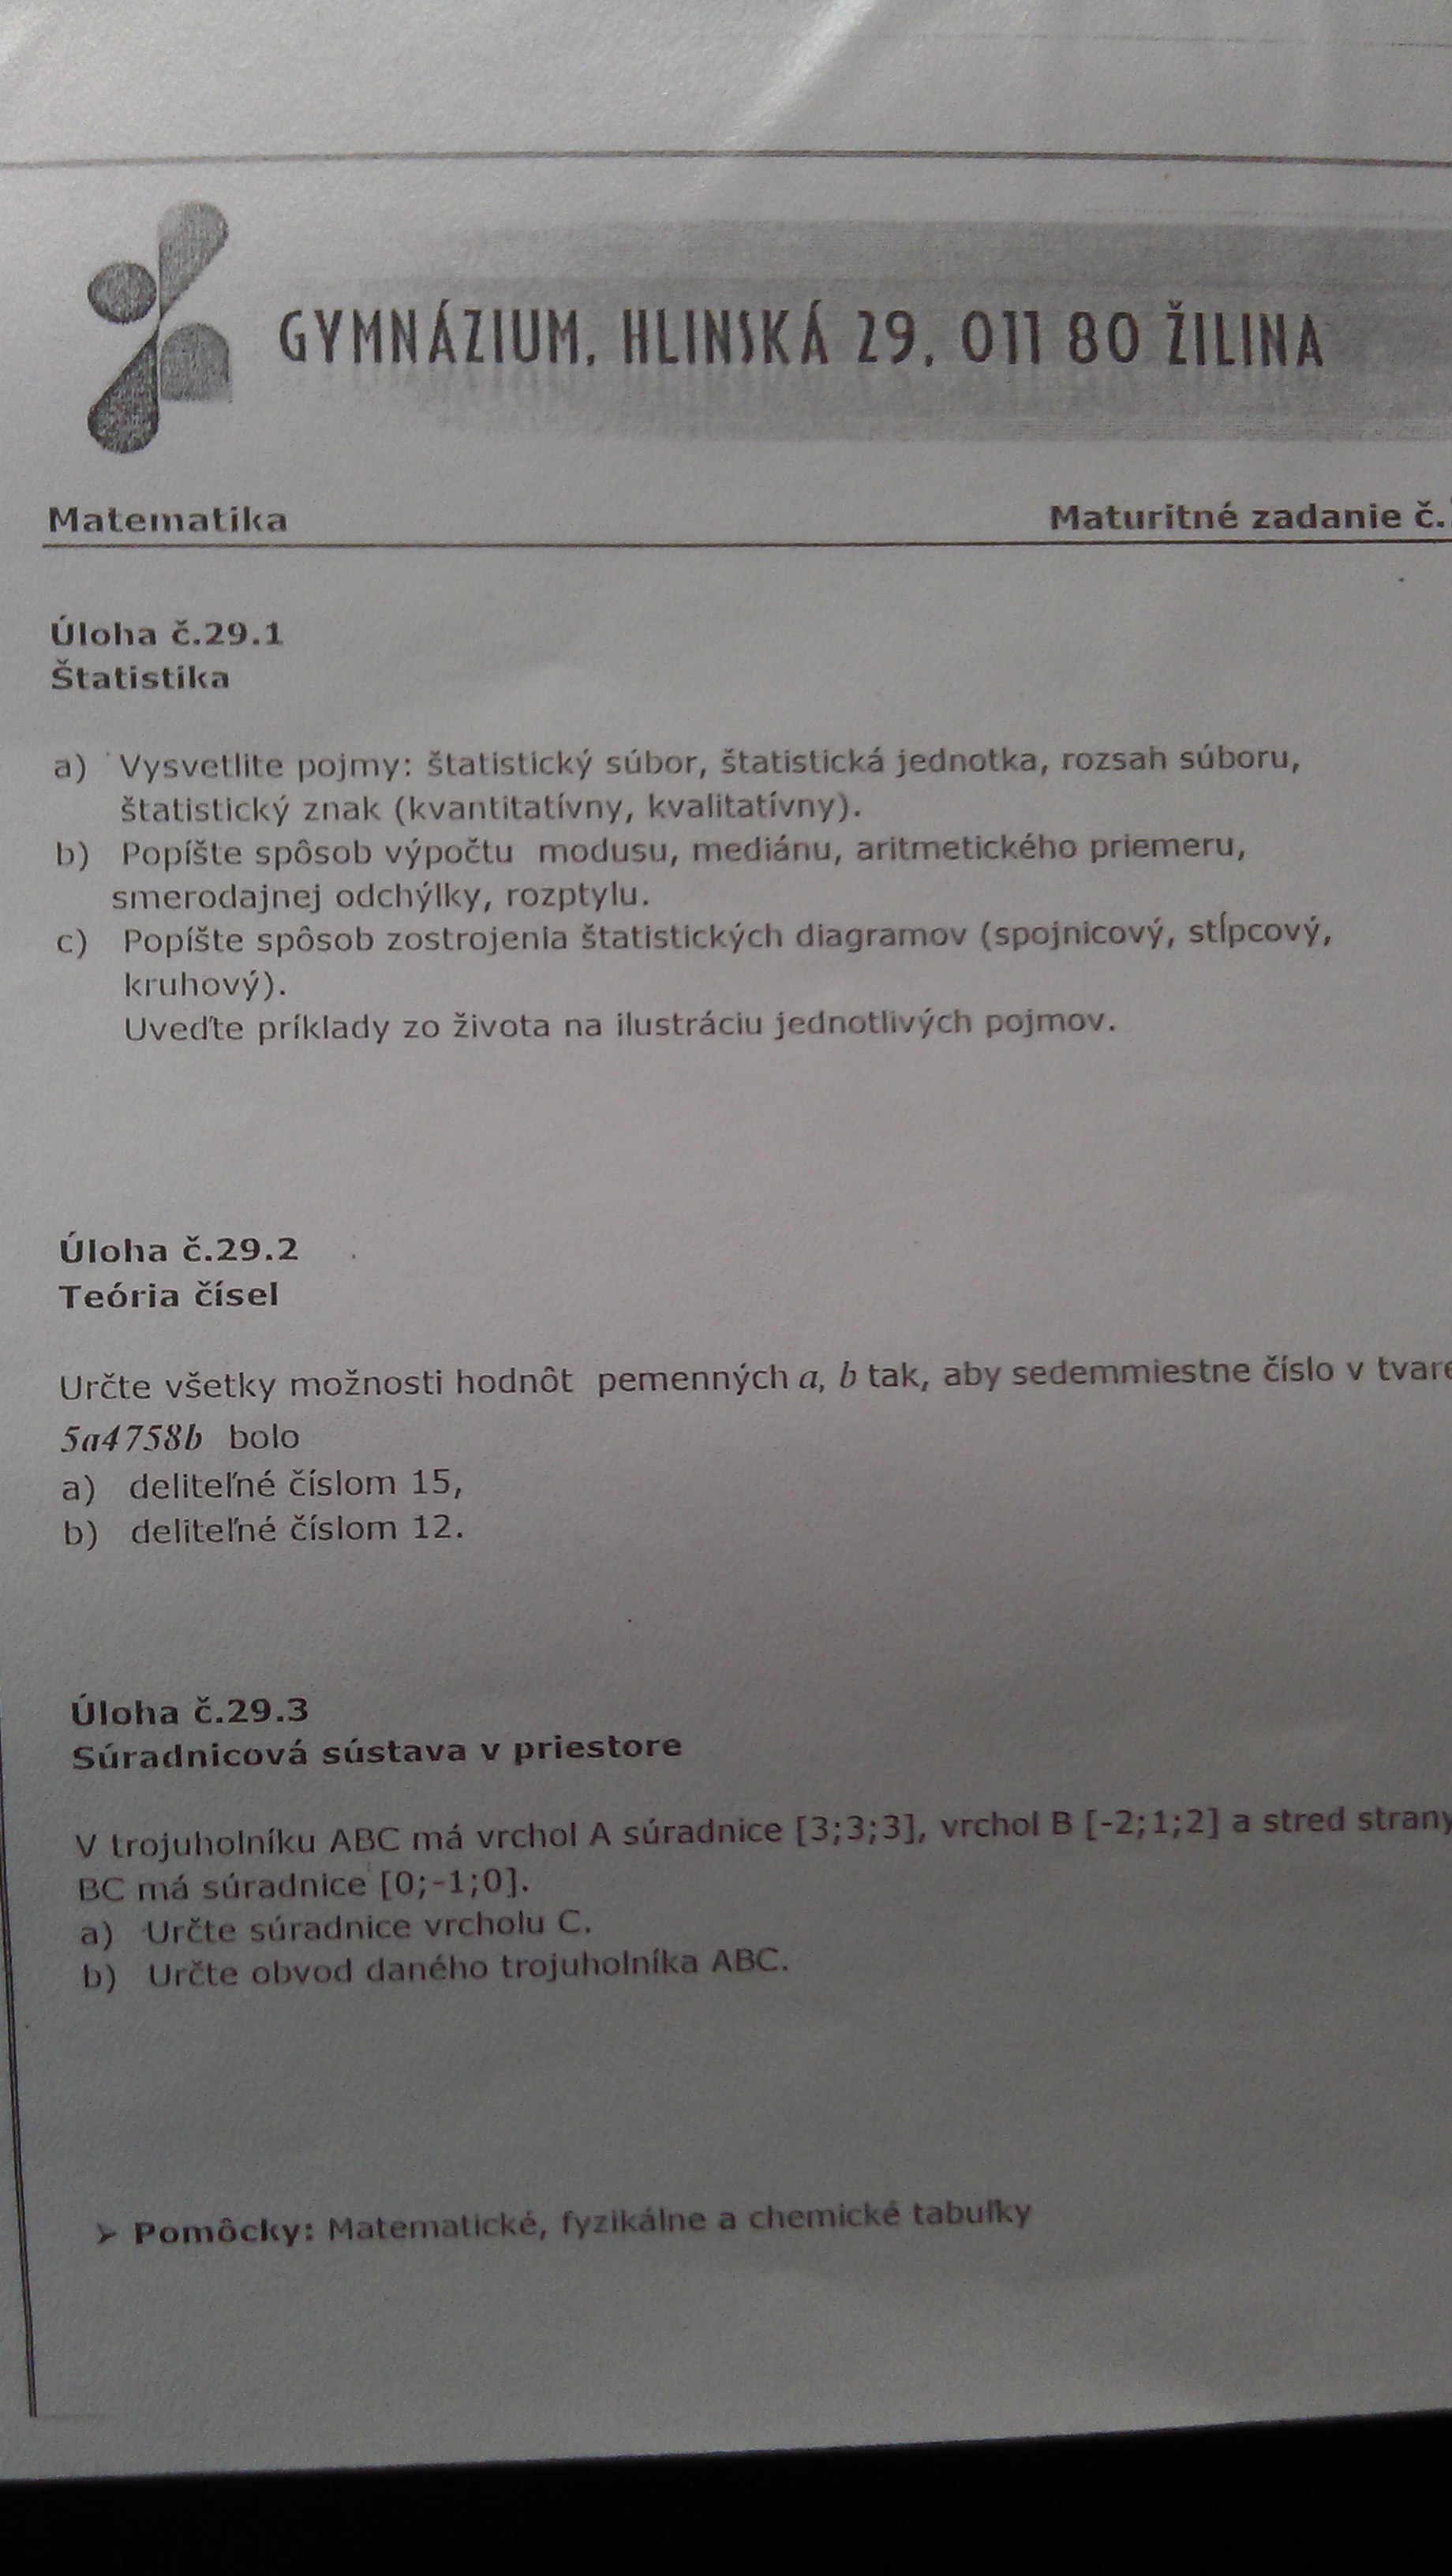 GYMNÁZIUM, HLINSKÁ 29, 011 80 ŽILINA
Matematika Maturitné zadanie č.
Úloha č.29.1
Štatistika
a) Vysvetlite pojmy: štatistický súbor, štatistická jednotka, rozsah súboru,
štatistický znak (kvantitatívny, kvalitatívny).
b) Popíšte spôsob výpočtu modusu, mediánu, aritmetického priemeru,
smerodajnej odchýlky, rozptylu.
c) Popíšte spôsob zostrojenia štatistických diagramov (spojnicový, stĺpcový,
kruhový).
Uveďte príklady zo života na ilustráciu jednotlivých pojmov.
Úloha č.29.2
Teória čísel
Určte všetky možnosti hodnôt pemenných a, b tak, aby sedemmiestne číslo v tvare
5a4758b bolo
a) deliteľné číslom 15,
b) deliteľné číslom 12.
Úloha č.29.3
Súradnicová sústava v priestore
V trojuholníku ABC má vrchol A súradnice [3;3;3], vrchol B [-2;1;2] a stred strany
BC má súradnice [0;-1;0].
a) Určte súradnice vrcholu C.
b) Určte obvod daného trojuholníka ABC.
➢ Pomôcky: Matematické, fyzikálne a chemické tabuľky